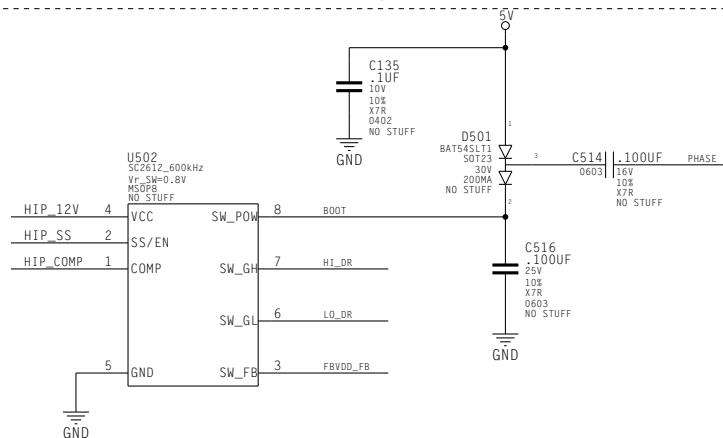 5V
C135
.1UF
10V
10%
X7R
0402
NO STUFF
GND
1
D501
BAT54SLT1
SOT23
30V
200MA
NO STUFF
3
2
C514
0603
.100UF
16V
10%
X7R
NO STUFF
PHASE
U502
SC2612_600kHz
Vr_SW=0.8V
MSOP8
NO STUFF
HIP_12V 4 VCC SW_POW 8 BOOT
HIP_SS 2 SS/EN
HIP_COMP 1 COMP SW_GH 7 HI_DR
SW_GL 6 LO_DR
5 GND SW_FB 3 FBVDD_FB
GND
C516
.100UF
25V
10%
X7R
0603
NO STUFF
GND